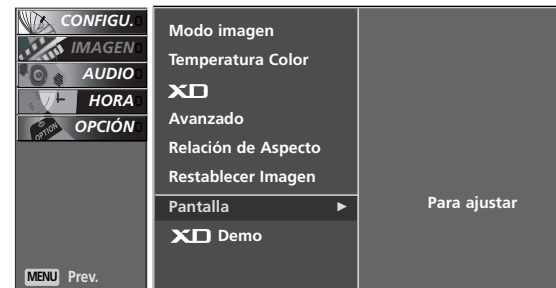 CONFIGU.
IMAGEN
AUDIO
HORA
OPCIÓN
OPTION
MENU Prev.
Modo imagen
Temperatura Color
XD
Avanzado
Relación de Aspecto
Restablecer Imagen
Pantalla ►
XD Demo
Para ajustar